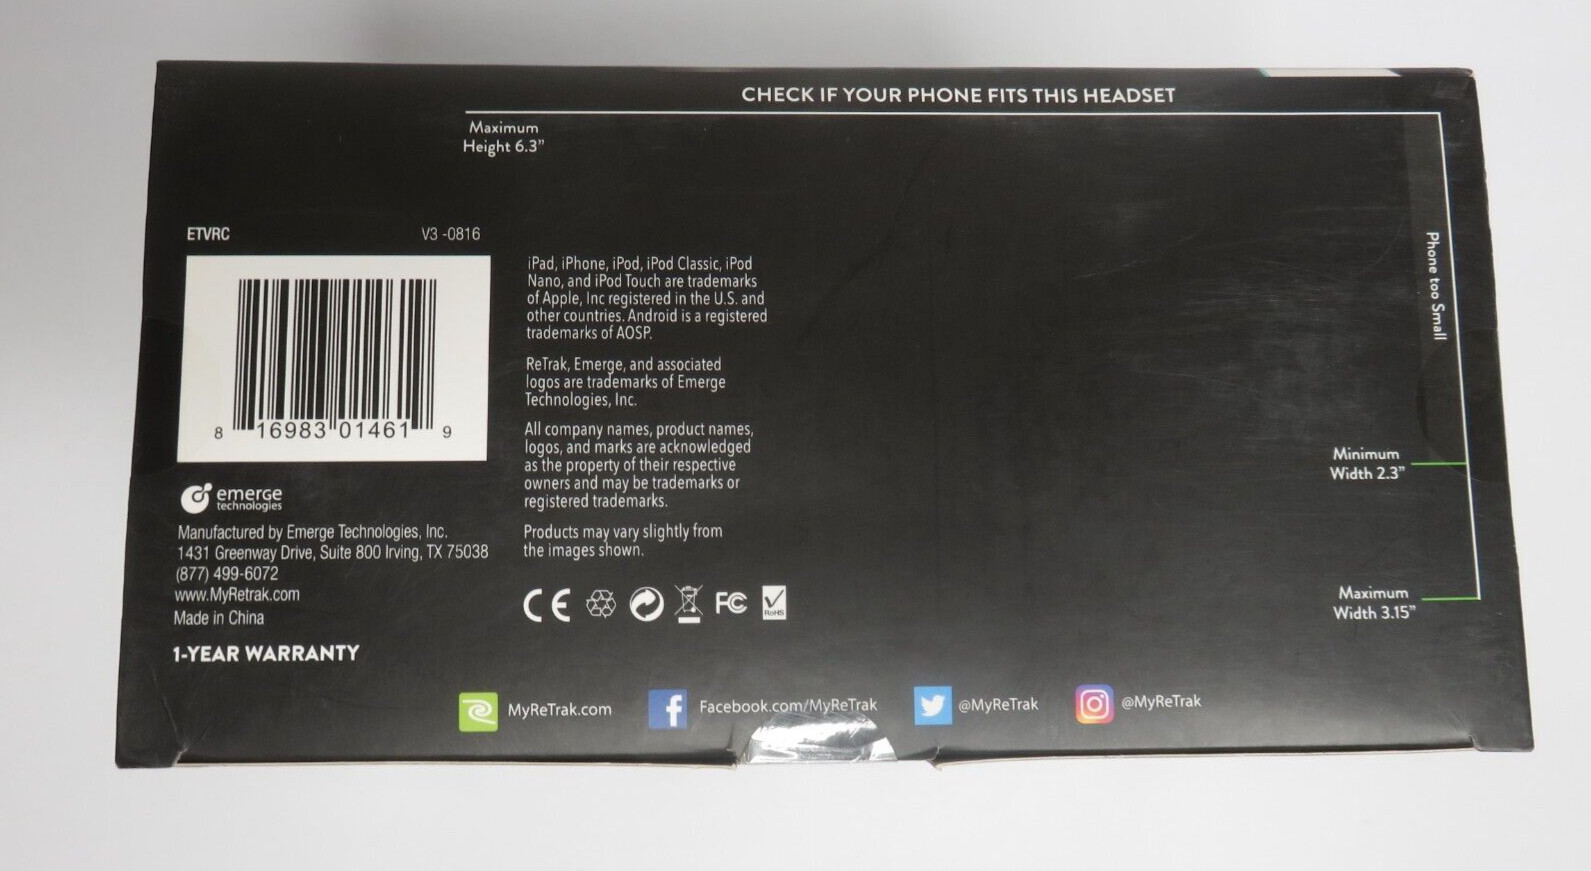 CHECK IF YOUR PHONE FITS THIS HEADSET
Maximum
Height 6.3”
Phone too Small
Minimum
Width 2.3”
Maximum
Width 3.15”
ETVRC
V3 -0816
8 16983 01461 9
emerge
technologies
Manufactured by Emerge Technologies, Inc.
1431 Greenway Drive, Suite 800 Irving, TX 75038
(877) 499-6072
www.MyRetrak.com
Made in China
1-YEAR WARRANTY
iPad, iPhone, iPod, iPod Classic, iPod
Nano, and iPod Touch are trademarks
of Apple, Inc registered in the U.S. and
other countries. Android is a registered
trademarks of AOSP.
ReTrak, Emerge, and associated
logos are trademarks of Emerge
Technologies, Inc.
All company names, product names,
logos, and marks are acknowledged
as the property of their respective
owners and may be trademarks or
registered trademarks.
Products may vary slightly from
the images shown.
CE
FC
RoHS
MyReTrak.com
Facebook.com/MyReTrak
@MyReTrak
@MyReTrak